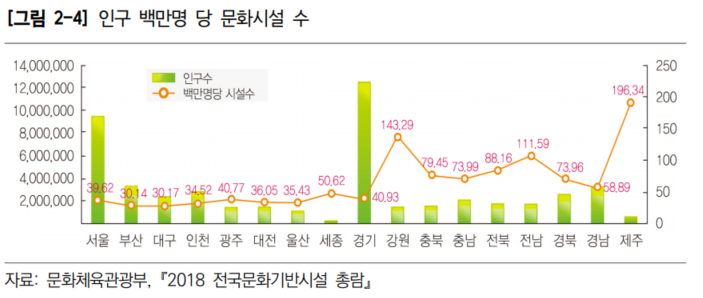 [그림 2-4] 인구 백만명 당 문화시설 수
14,000,000
12,000,000
10,000,000
8,000,000
6,000,000
4,000,000
2,000,000
인구수
백만명당 시설수
250
200
150
100
50
0
39.62 30.14 30.17 34.52 40.77 36.05 35.43 50.62 40.93 143.29 79.45 73.99 88.16 111.59 73.96 58.89 196.34
서울 부산 대구 인천 광주 대전 울산 세종 경기 강원 충북 충남 전북 전남 경북 경남 제주
자료: 문화체육관광부, 『2018 전국문화기반시설 총람』